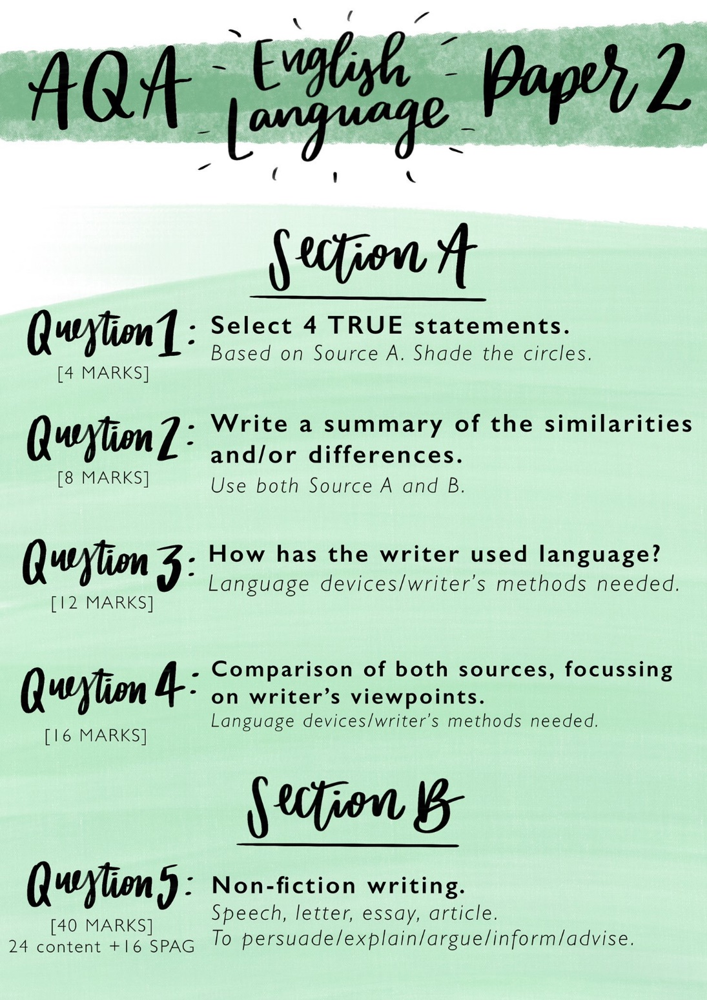 AQA English Language Paper 2
Section A
Question 1: Select 4 TRUE statements.
Based on Source A. Shade the circles.
[4 MARKS]
Question 2: Write a summary of the similarities
and/or differences.
[8 MARKS]
Use both Source A and B.
Question 3: How has the writer used language?
Language devices/writer's methods needed.
[12 MARKS]
Question 4: Comparison of both sources, focussing
on writer's viewpoints.
Language devices/writer's methods needed.
[16 MARKS]
Section B
Question 5: Non-fiction writing.
Speech, letter, essay, article.
[40 MARKS]
To persuade/explain/argue/inform/advise.
24 content +16 SPAG